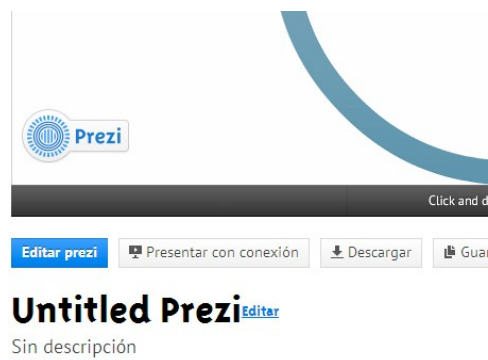 Prezi
Click and d
Editar prezi Presentar con conexión Descargar Guar
Untitled Prezi Editar
Sin descripción